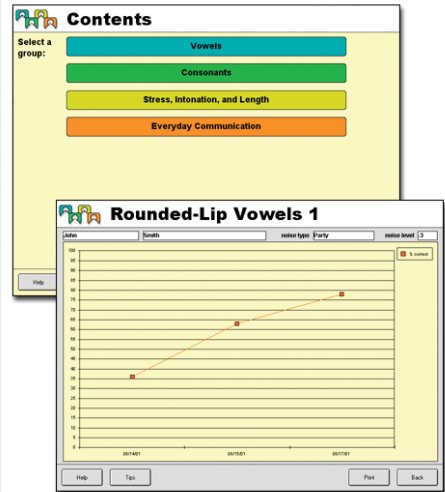 Contents
Select a
group:
Vowels
Consonants
Stress, Intonation, and Length
Everyday Communication
Help
Rounded-Lip Vowels 1
John Smith noise type Party noise level -3
% correct
100
95
90
85
80
75
70
65
60
55
50
45
40
35
30
25
20
15
10
5
0
Help Tips Print Back